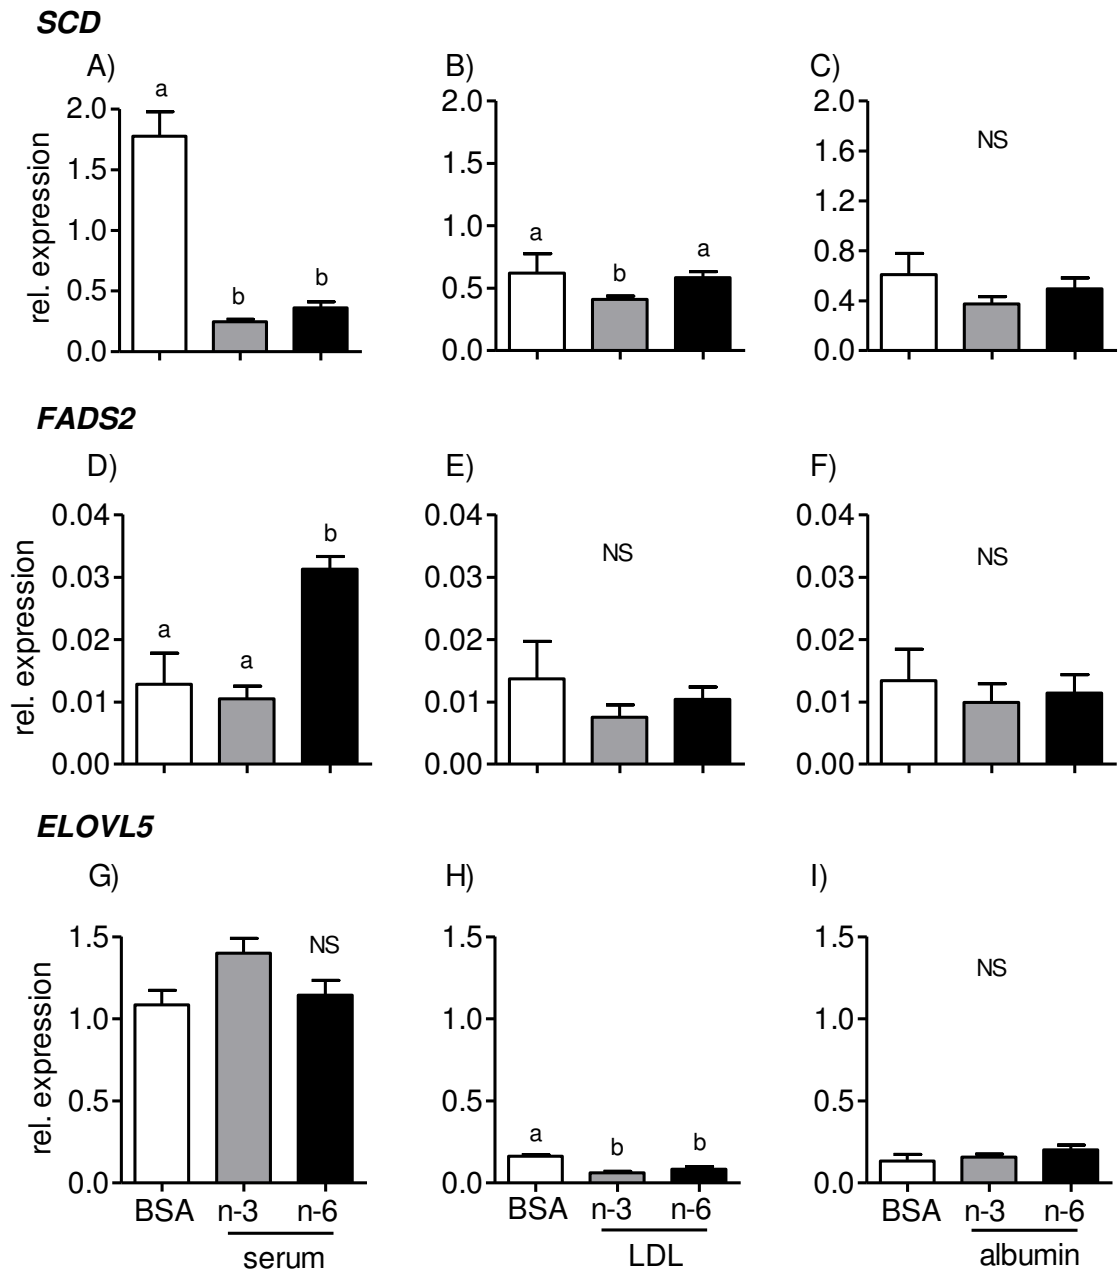 SCD
A)
B)
C)
rel. expression
2.0
1.5
1.0
0.5
0.0
a
b
b
2.0
1.5
1.0
0.5
0.0
a
b
a
2.0
1.6
1.2
0.8
0.4
0.0
NS
FADS2
D)
E)
F)
rel. expression
0.04
0.03
0.02
0.01
0.00
a
a
b
0.04
0.03
0.02
0.01
0.00
NS
0.04
0.03
0.02
0.01
0.00
NS
ELOVL5
G)
H)
I)
rel. expression
1.5
1.0
0.5
0.0
NS
1.5
1.0
0.5
0.0
a
b
b
1.5
1.0
0.5
0.0
NS
BSA n-3 n-6
serum
BSA n-3 n-6
LDL
BSA n-3 n-6
albumin